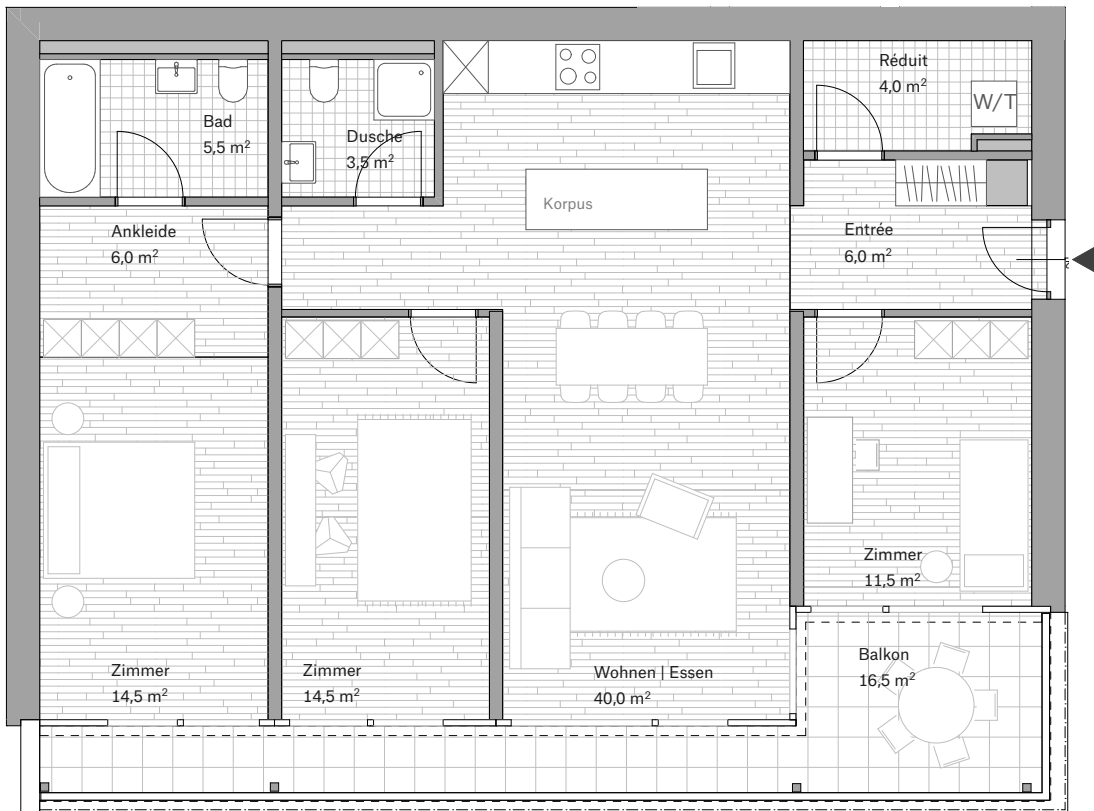 Bad
5,5 m²
Dusche
3,5 m²
Réduit
4,0 m²
W/T
Ankleide
6,0 m²
Korpus
Entrée
6,0 m²
Zimmer
11,5 m²
Zimmer
14,5 m²
Zimmer
14,5 m²
Wohnen | Essen
40,0 m²
Balkon
16,5 m²